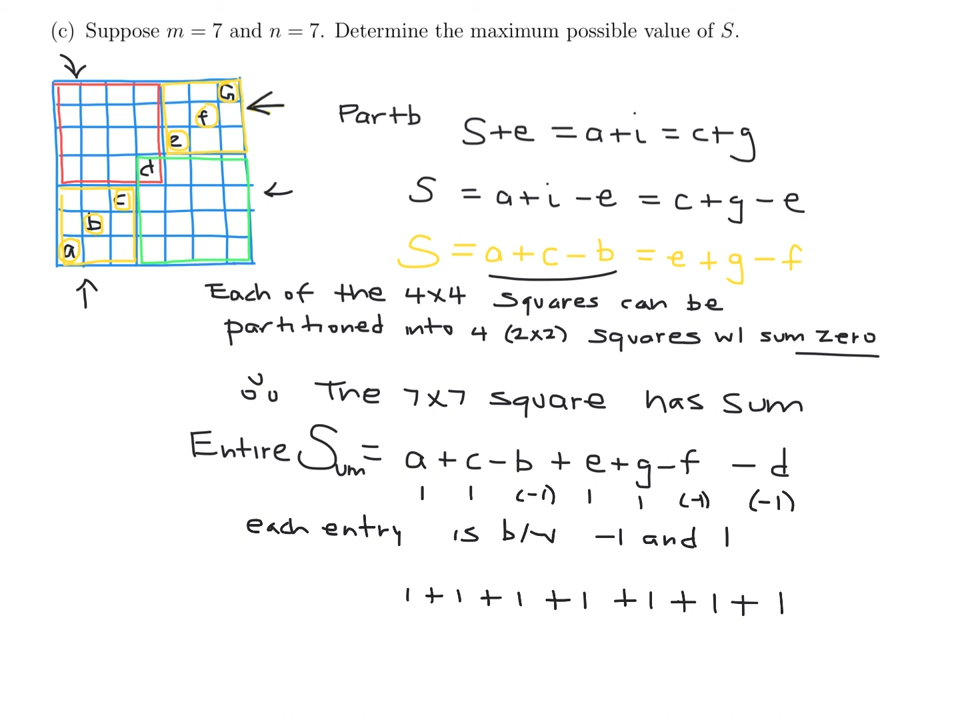 (c) Suppose m = 7 and n = 7. Determine the maximum possible value of S.
G
f
e
d
c
b
a
Part b
S+e = a+i = c+g
S = a+i-e = c+g-e
S = a+c-b = e+g-f
Each of the 4x4 squares can be
partitioned into 4 (2x2) squares w/ sum zero
∴ The 7x7 square has sum
Entire Sum = a+c-b+e+g-f -d
1 1 (-1) 1 1 (-1) (-1)
each entry is b/w -1 and 1
1+1+1+1+1+1+1